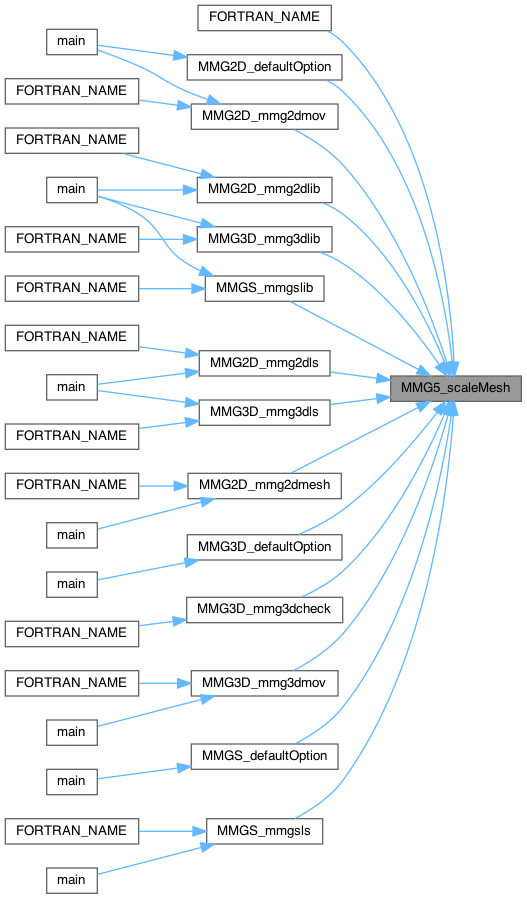 FORTRAN_NAME
main
MMG2D_defaultOption
FORTRAN_NAME
MMG2D_mmg2dmov
FORTRAN_NAME
main
MMG2D_mmg2dlib
FORTRAN_NAME
MMG3D_mmg3dlib
FORTRAN_NAME
MMGS_mmgslib
FORTRAN_NAME
MMG2D_mmg2dls
main
MMG5_scaleMesh
MMG3D_mmg3dls
FORTRAN_NAME
FORTRAN_NAME
MMG2D_mmg2dmesh
main
MMG3D_defaultOption
main
MMG3D_mmg3dcheck
FORTRAN_NAME
FORTRAN_NAME
MMG3D_mmg3dmov
main
MMGS_defaultOption
main
FORTRAN_NAME
MMGS_mmgsls
main